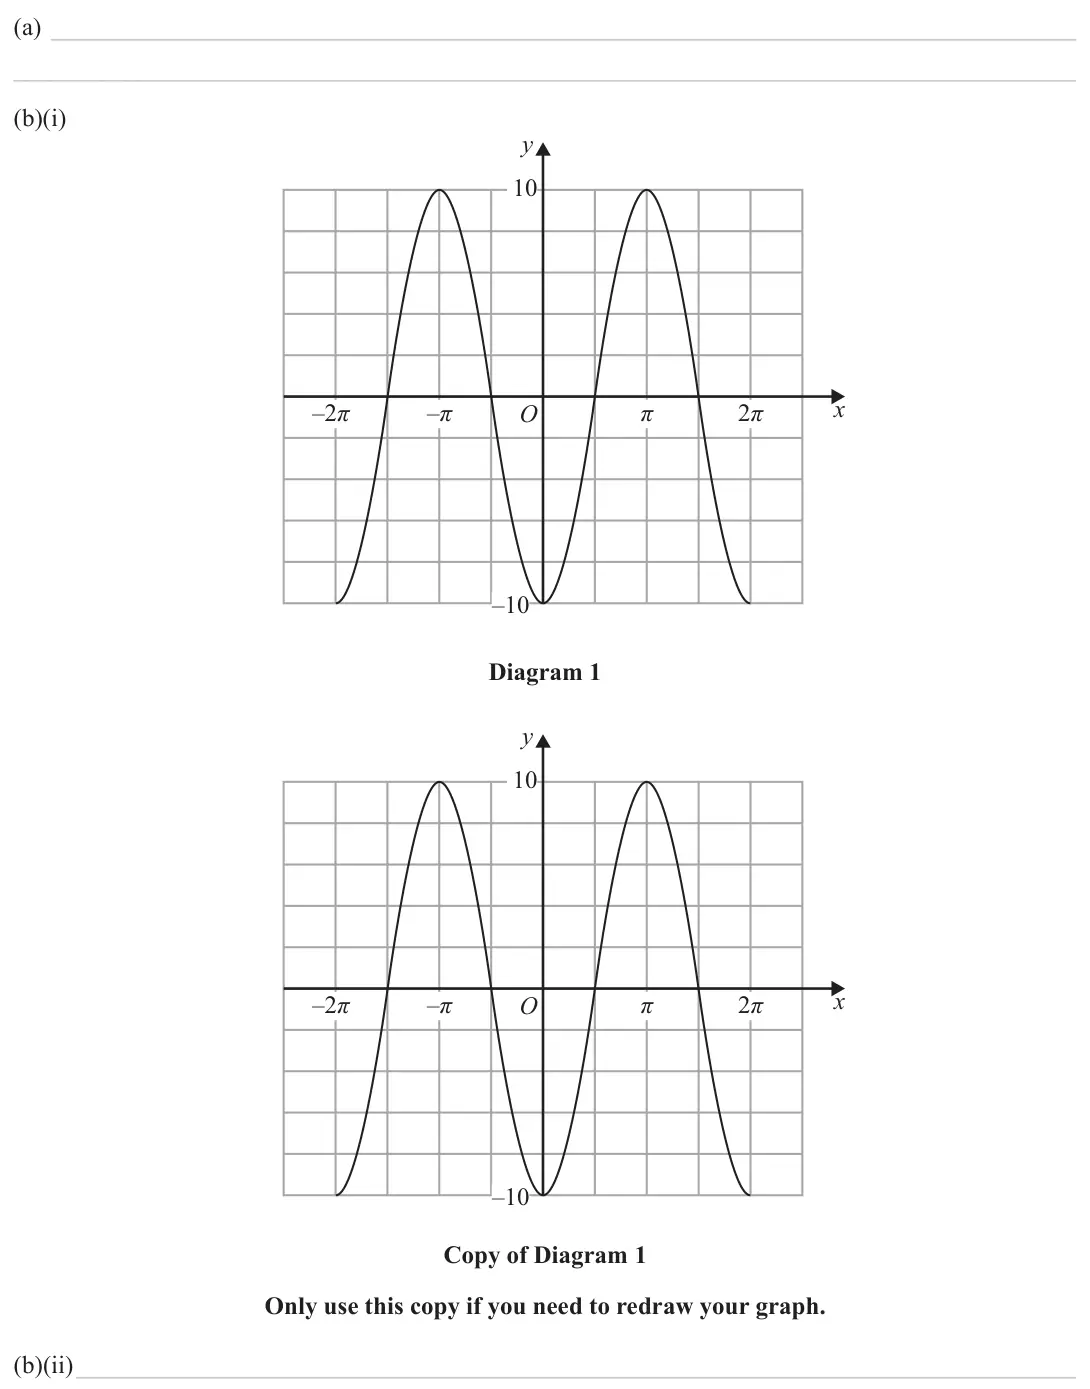 (a)
(b)(i)
y
10
–2π –π O π 2π x
–10
Diagram 1
y
10
–2π –π O π 2π x
–10
Copy of Diagram 1
Only use this copy if you need to redraw your graph.
(b)(ii)